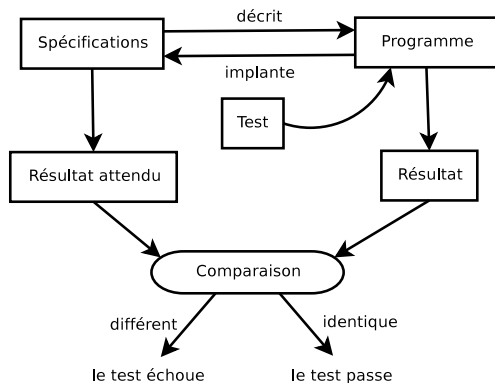 décrit
Spécifications
Programme
implante
Test
Résultat attendu
Résultat
Comparaison
différent
identique
le test échoue
le test passe